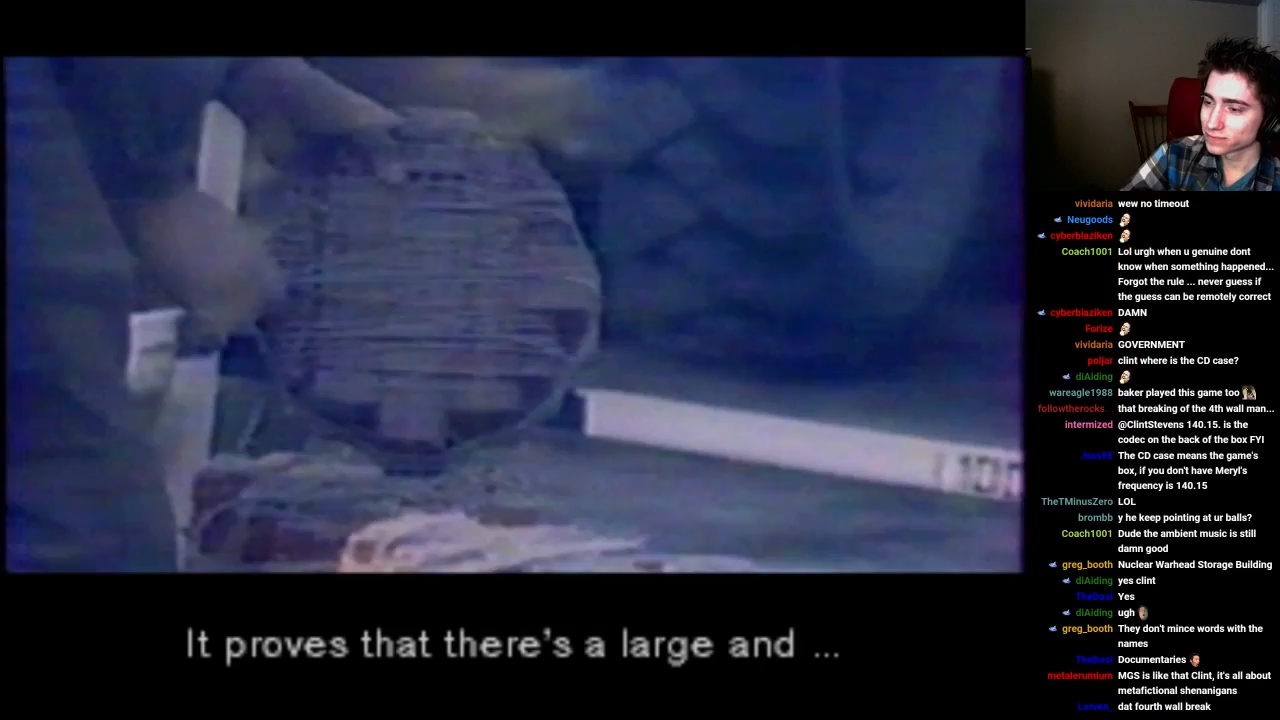 It proves that there's a large and ...
vividaria wew no timeout
Neugoods
cyberblaziken
Coach1001 Lol urgh when u genuine dont
know when something happened...
Forgot the rule ... never guess if
the guess can be remotely correct
cyberblaziken DAMN
Forize
vividaria GOVERNMENT
poljar clint where is the CD case?
diAiding
wareagle1988 baker played this game too
followtherocks that breaking of the 4th wall man...
intermized @ClintStevens 140.15. is the
codec on the back of the box FYI
The CD case means the game's
box, if you don't have Meryl's
frequency is 140.15
TheTMinusZero LOL
brombb y he keep pointing at ur balls?
Coach1001 Dude the ambient music is still
damn good
greg_booth Nuclear Warhead Storage Building
diAiding yes clint
Yes
diAiding ugh
greg_booth They don't mince words with the
names
Documentaries
metalerumium MGS is like that Clint, it's all about
metafictional shenanigans
dat fourth wall break